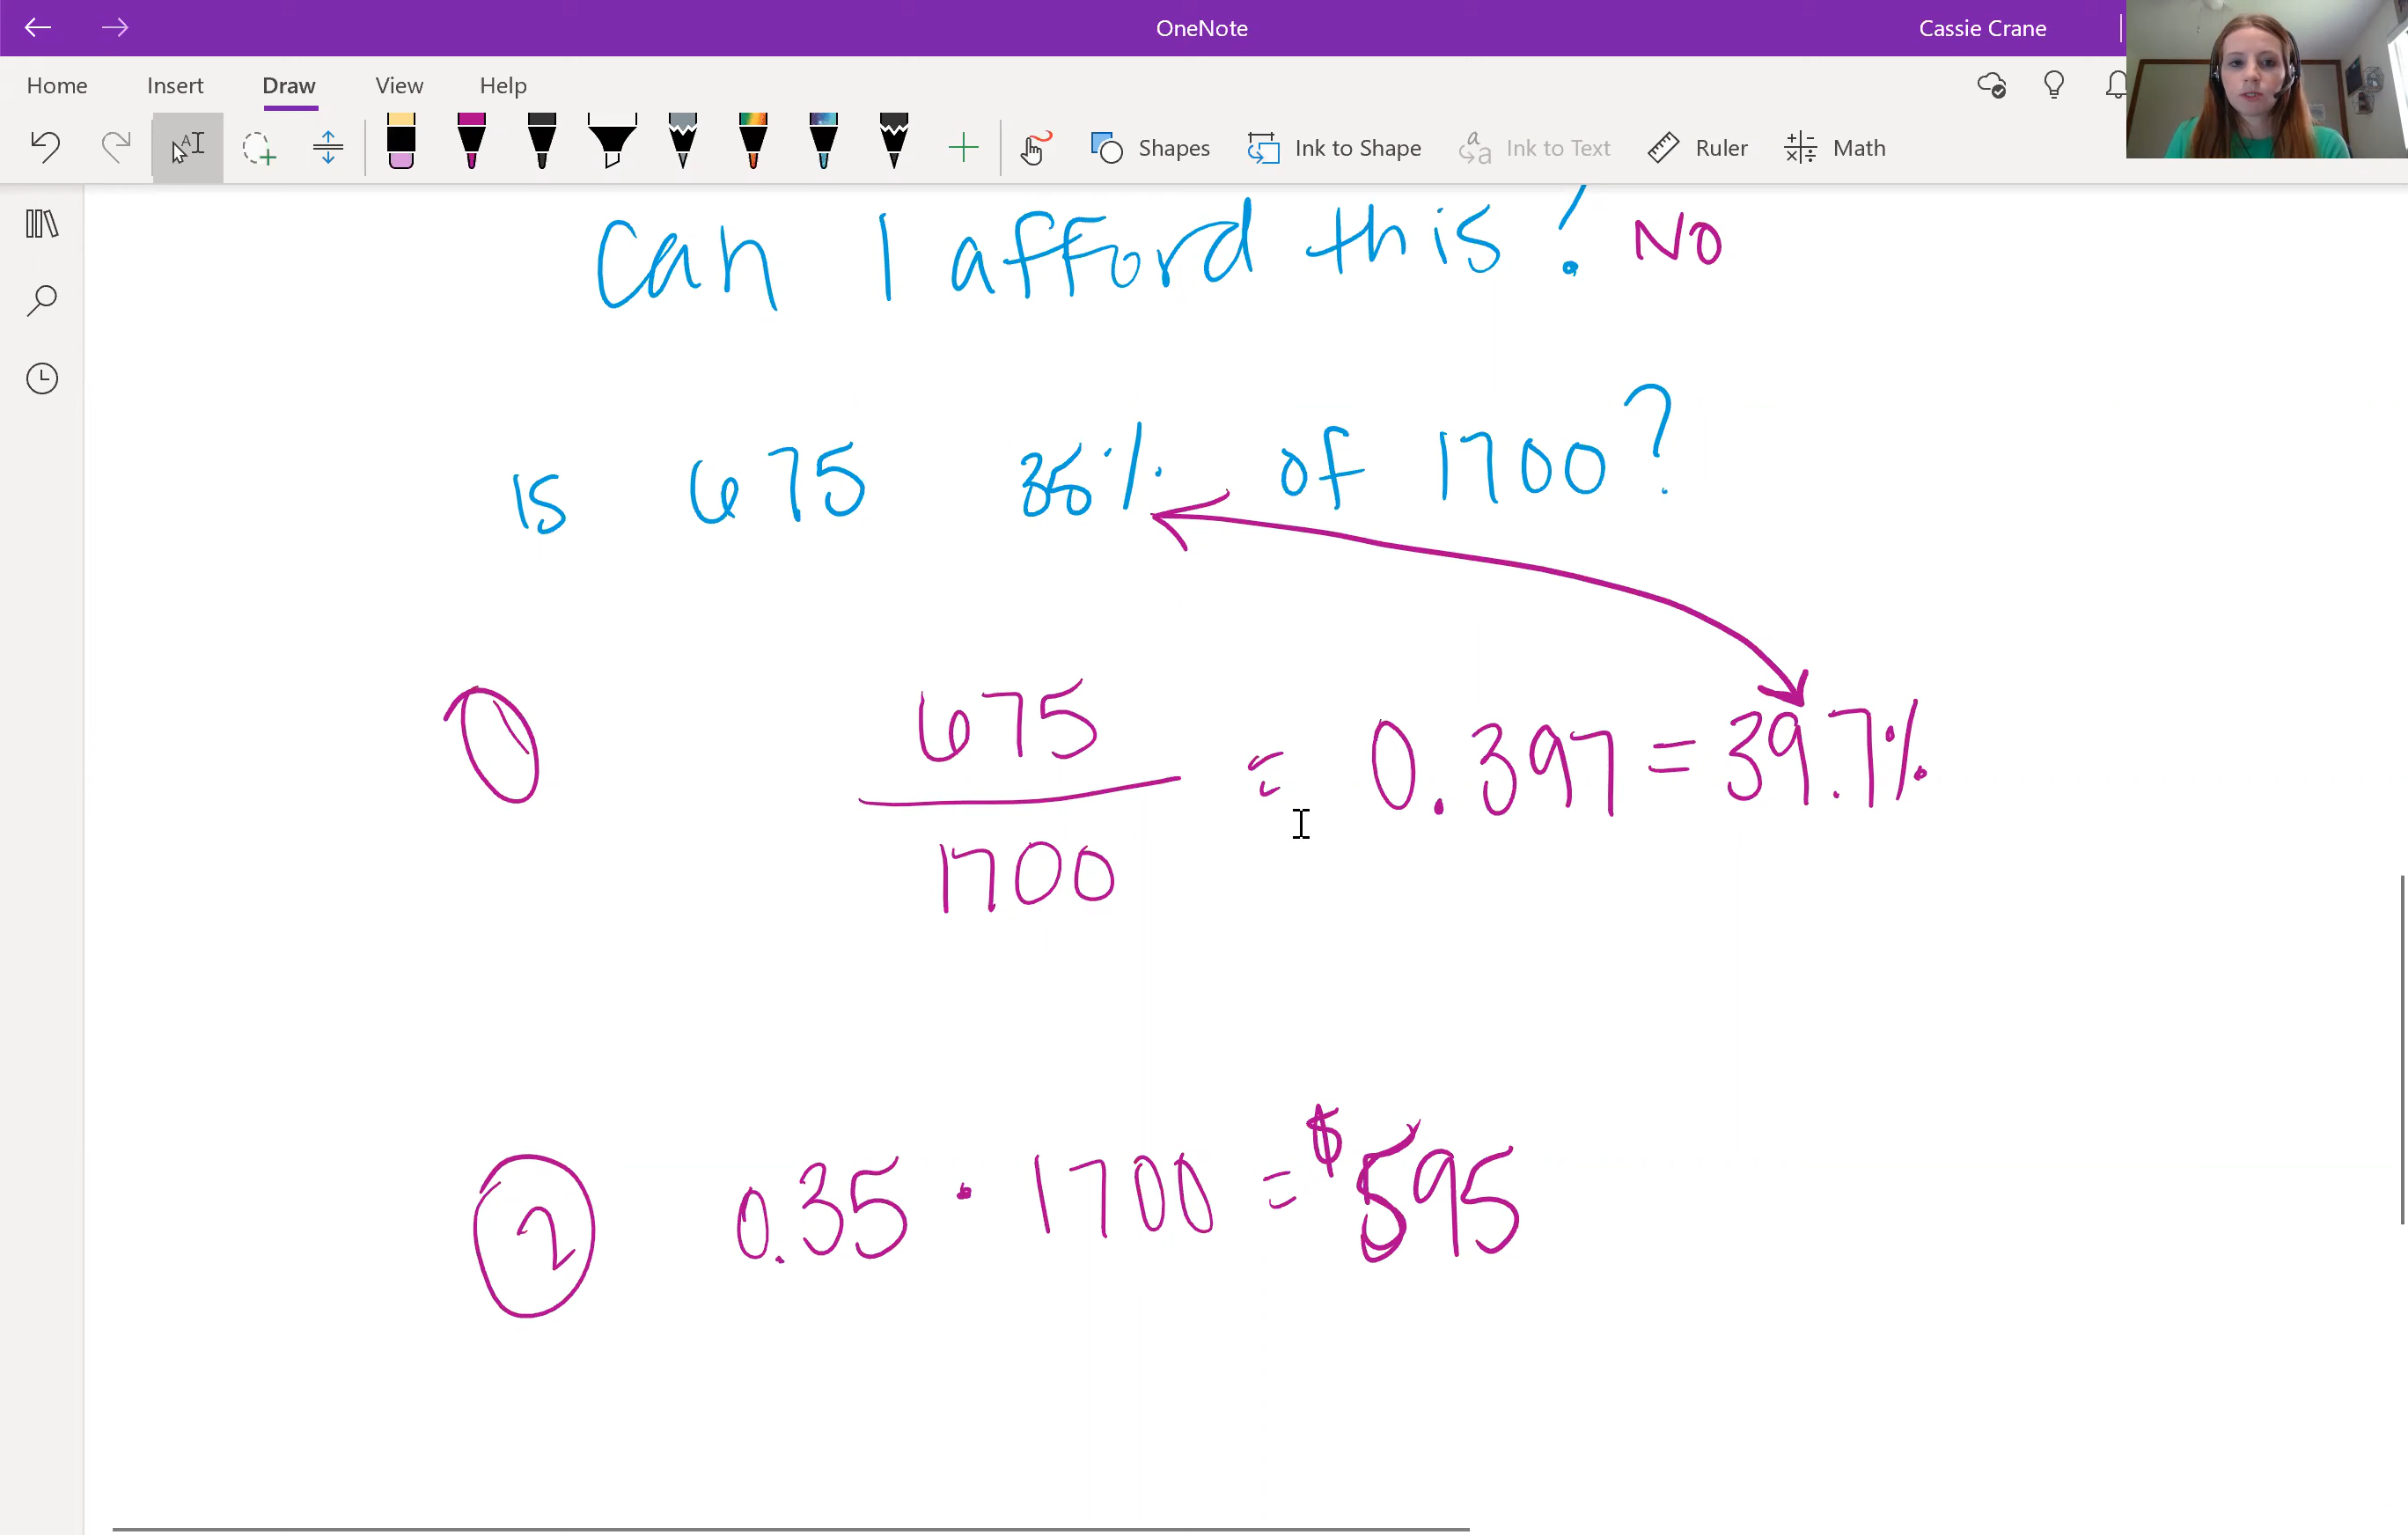 OneNote
Cassie Crane
Home Insert Draw View Help
Shapes Ink to Shape Ink to Text Ruler Math
Can I afford this? NO
is 675 35% of 1700?
1 675/1700 = 0.397 = 39.7%
2 0.35 · 1700 = $595